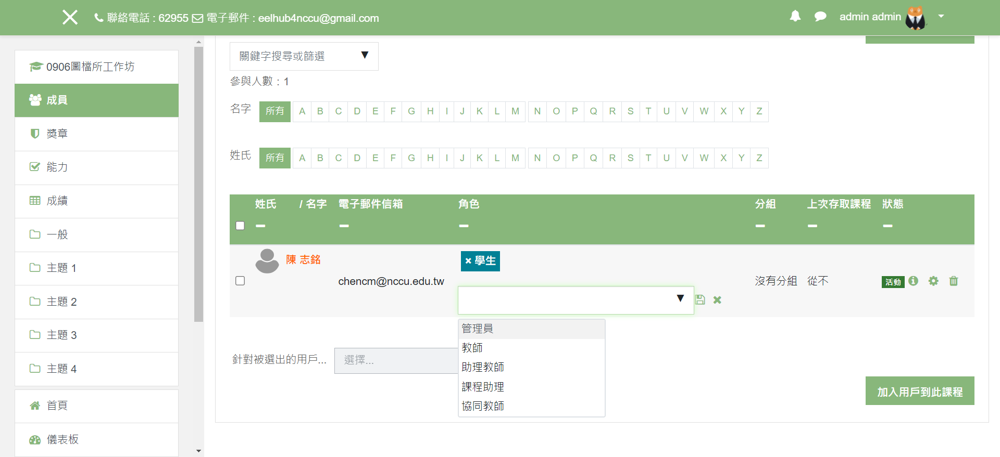 聯絡電話 : 62955 電子郵件 : eelhub4nccu@gmail.com
admin admin
0906圖檔所工作坊
成員
獎章
能力
成績
一般
主題 1
主題 2
主題 3
主題 4
首頁
儀表板
關鍵字搜尋或篩選 ▼
參與人數：1
名字 所有 A B C D E F G H I J K L M N O P Q R S T U V W X Y Z
姓氏 所有 A B C D E F G H I J K L M N O P Q R S T U V W X Y Z
姓氏 / 名字 電子郵件信箱 角色 分組 上次存取課程 狀態
陳 志銘 chencm@nccu.edu.tw × 學生 沒有分組 從不 活動
▼
管理員
教師
助理教師
課程助理
協同教師
針對被選出的用戶... 選擇...
加入用戶到此課程